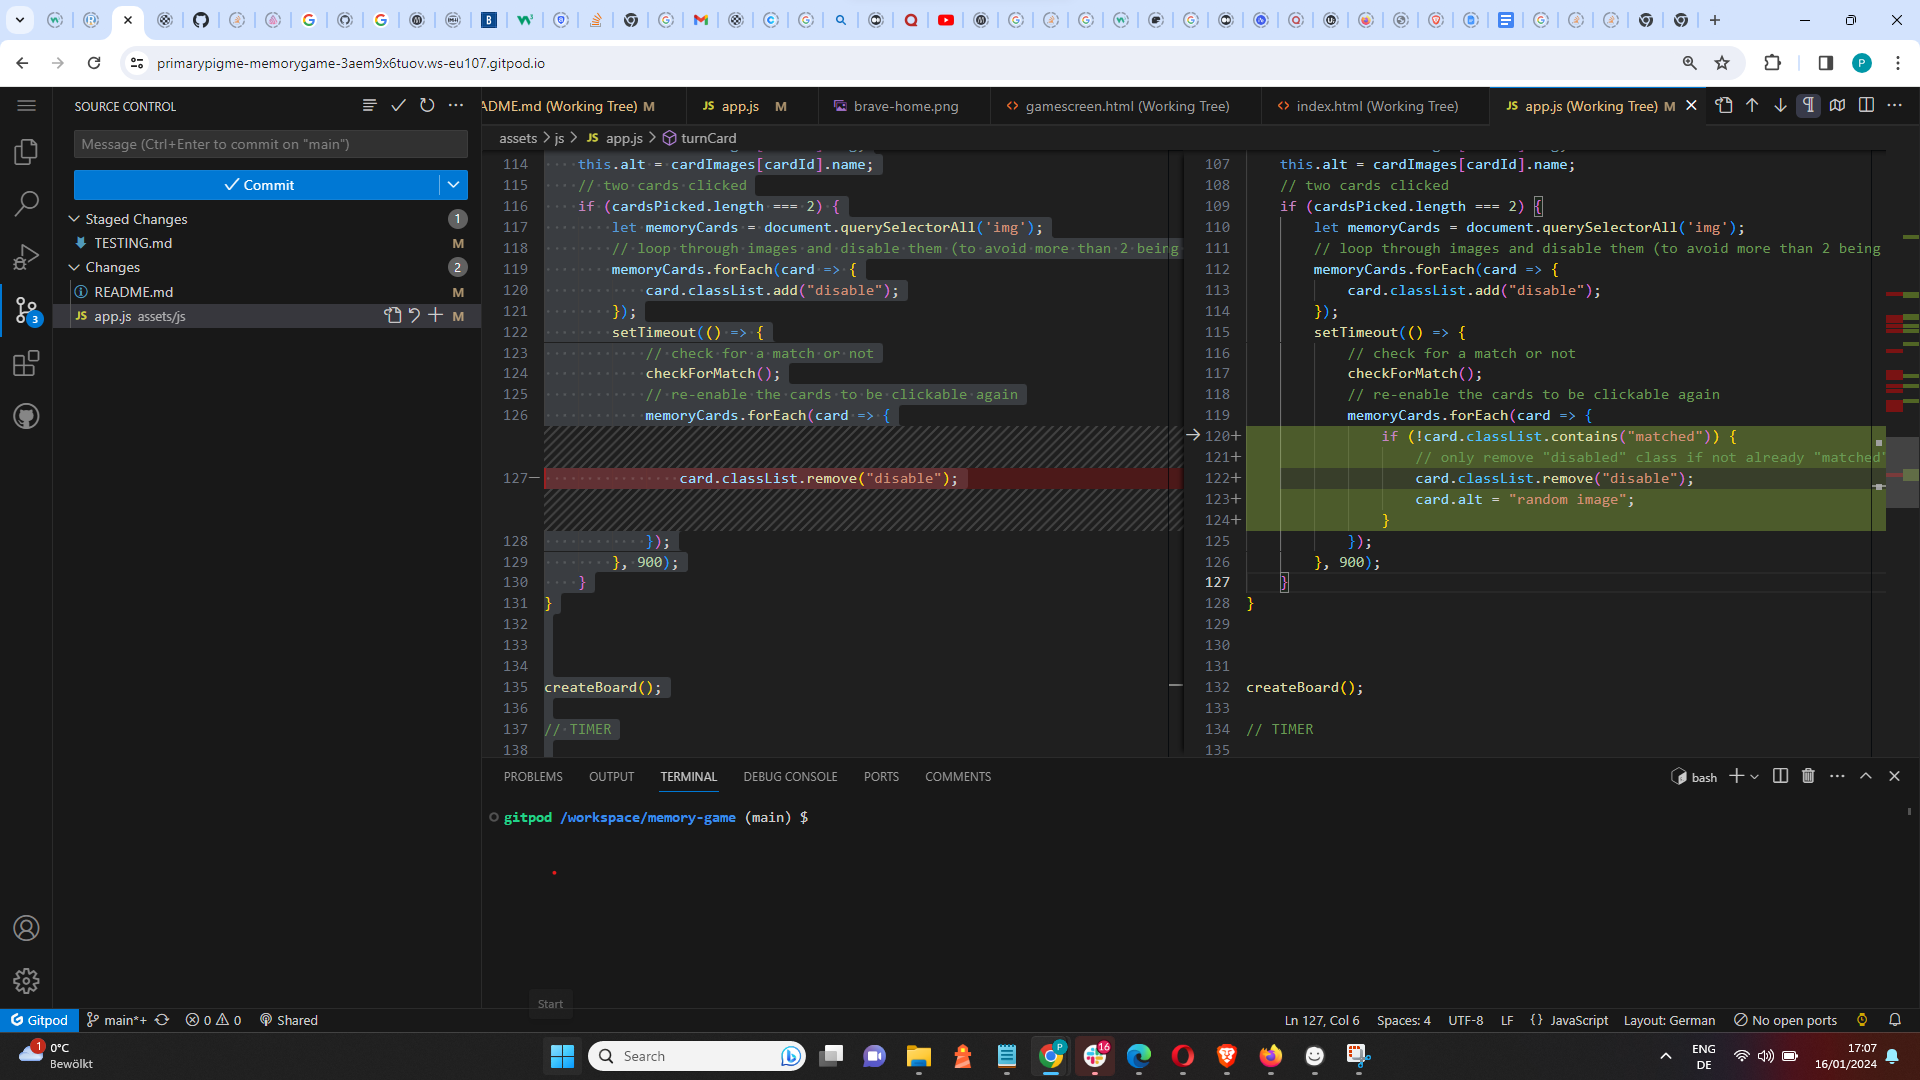 primarypigme-memorygame-3aem9x6tuov.ws-eu107.gitpod.io
P
SOURCE CONTROL
Message (Ctrl+Enter to commit on "main")
Commit
Staged Changes 1
TESTING.md M
Changes 2
README.md M
JS app.js assets/js M
3
ADME.md (Working Tree) M
JS app.js M
brave-home.png
gamescreen.html (Working Tree)
index.html (Working Tree)
JS app.js (Working Tree) M
assets > js > JS app.js > turnCard
114 this.alt = cardImages[cardId].name;
115 // two cards clicked
116 if (cardsPicked.length === 2) {
117 let memoryCards = document.querySelectorAll('img');
118 // loop through images and disable them (to avoid more than 2 being
119 memoryCards.forEach(card => {
120 card.classList.add("disable");
121 });
122 setTimeout(() => {
123 // check for a match or not
124 checkForMatch();
125 // re-enable the cards to be clickable again
126 memoryCards.forEach(card => {
127— card.classList.remove("disable");
128 });
129 }, 900);
130 }
131 }
132
133
134
135 createBoard();
136
137 // TIMER
138
107 this.alt = cardImages[cardId].name;
108 // two cards clicked
109 if (cardsPicked.length === 2) {
110 let memoryCards = document.querySelectorAll('img');
111 // loop through images and disable them (to avoid more than 2 being
112 memoryCards.forEach(card => {
113 card.classList.add("disable");
114 });
115 setTimeout(() => {
116 // check for a match or not
117 checkForMatch();
118 // re-enable the cards to be clickable again
119 memoryCards.forEach(card => {
120+ if (!card.classList.contains("matched")) {
121+ // only remove "disabled" class if not already "matched"
122+ card.classList.remove("disable");
123+ card.alt = "random image";
124+ }
125 });
126 }, 900);
127 }
128 }
129
130
131
132 createBoard();
133
134 // TIMER
135
PROBLEMS OUTPUT TERMINAL DEBUG CONSOLE PORTS COMMENTS
bash
gitpod /workspace/memory-game (main) $
Start
Gitpod main*+ 0 0 Shared
Ln 127, Col 6 Spaces: 4 UTF-8 LF {} JavaScript Layout: German No open ports
1
0°C
Bewölkt
Search
P
16
ENG
DE
17:07
16/01/2024